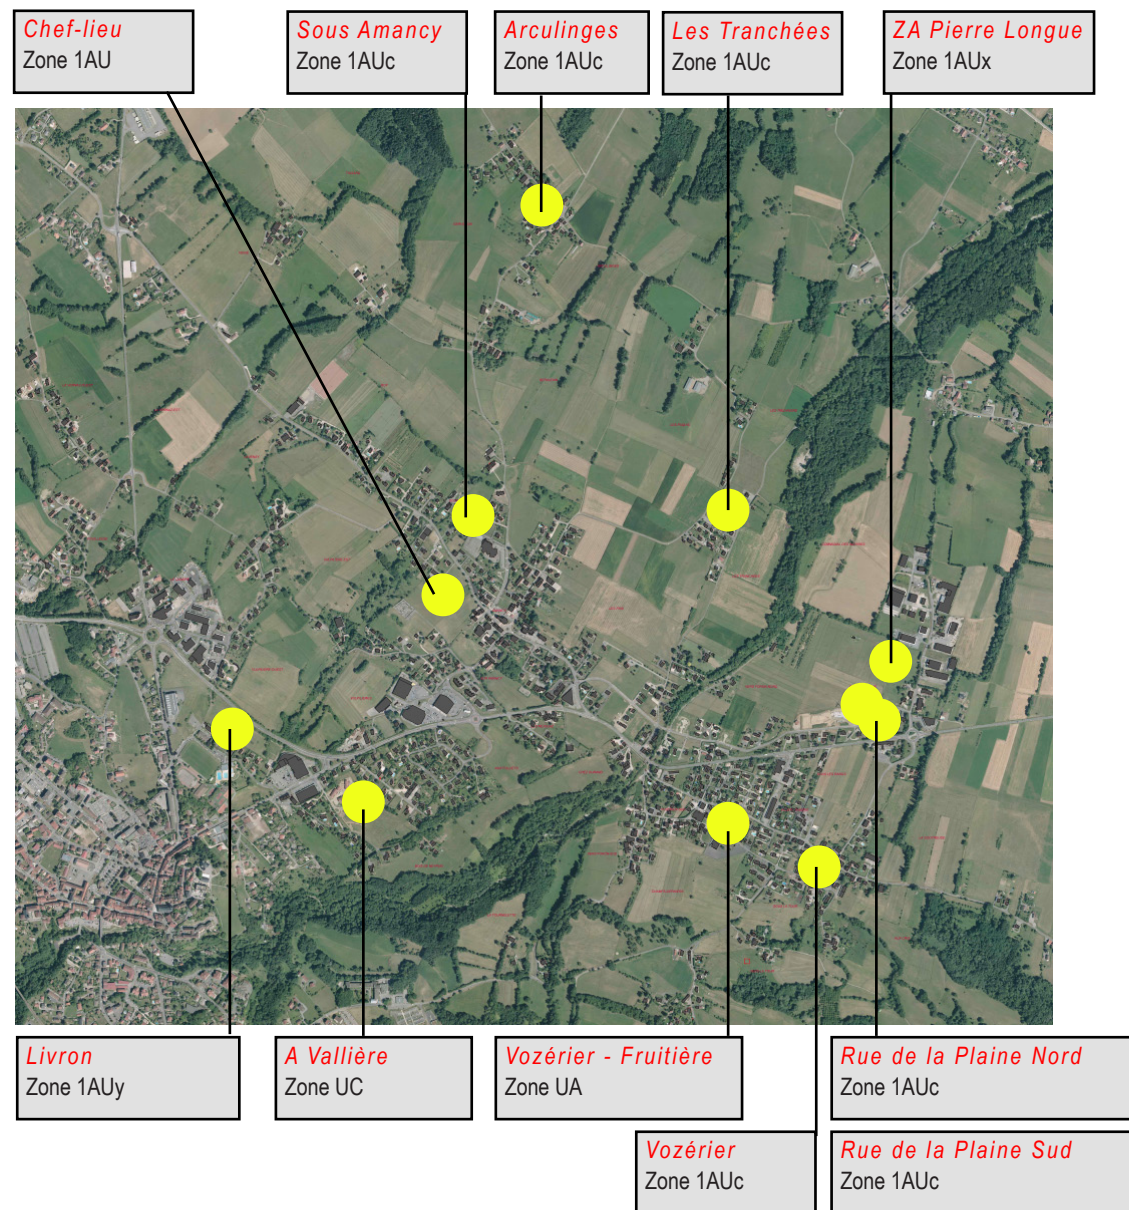 Chef-lieu
Zone 1AU
Sous Amancy
Zone 1AUc
Arculinges
Zone 1AUc
Les Tranchées
Zone 1AUc
ZA Pierre Longue
Zone 1AUx
Livron
Zone 1AUy
A Vallière
Zone UC
Vozérier - Fruitière
Zone UA
Rue de la Plaine Nord
Zone 1AUc
Vozérier
Zone 1AUc
Rue de la Plaine Sud
Zone 1AUc